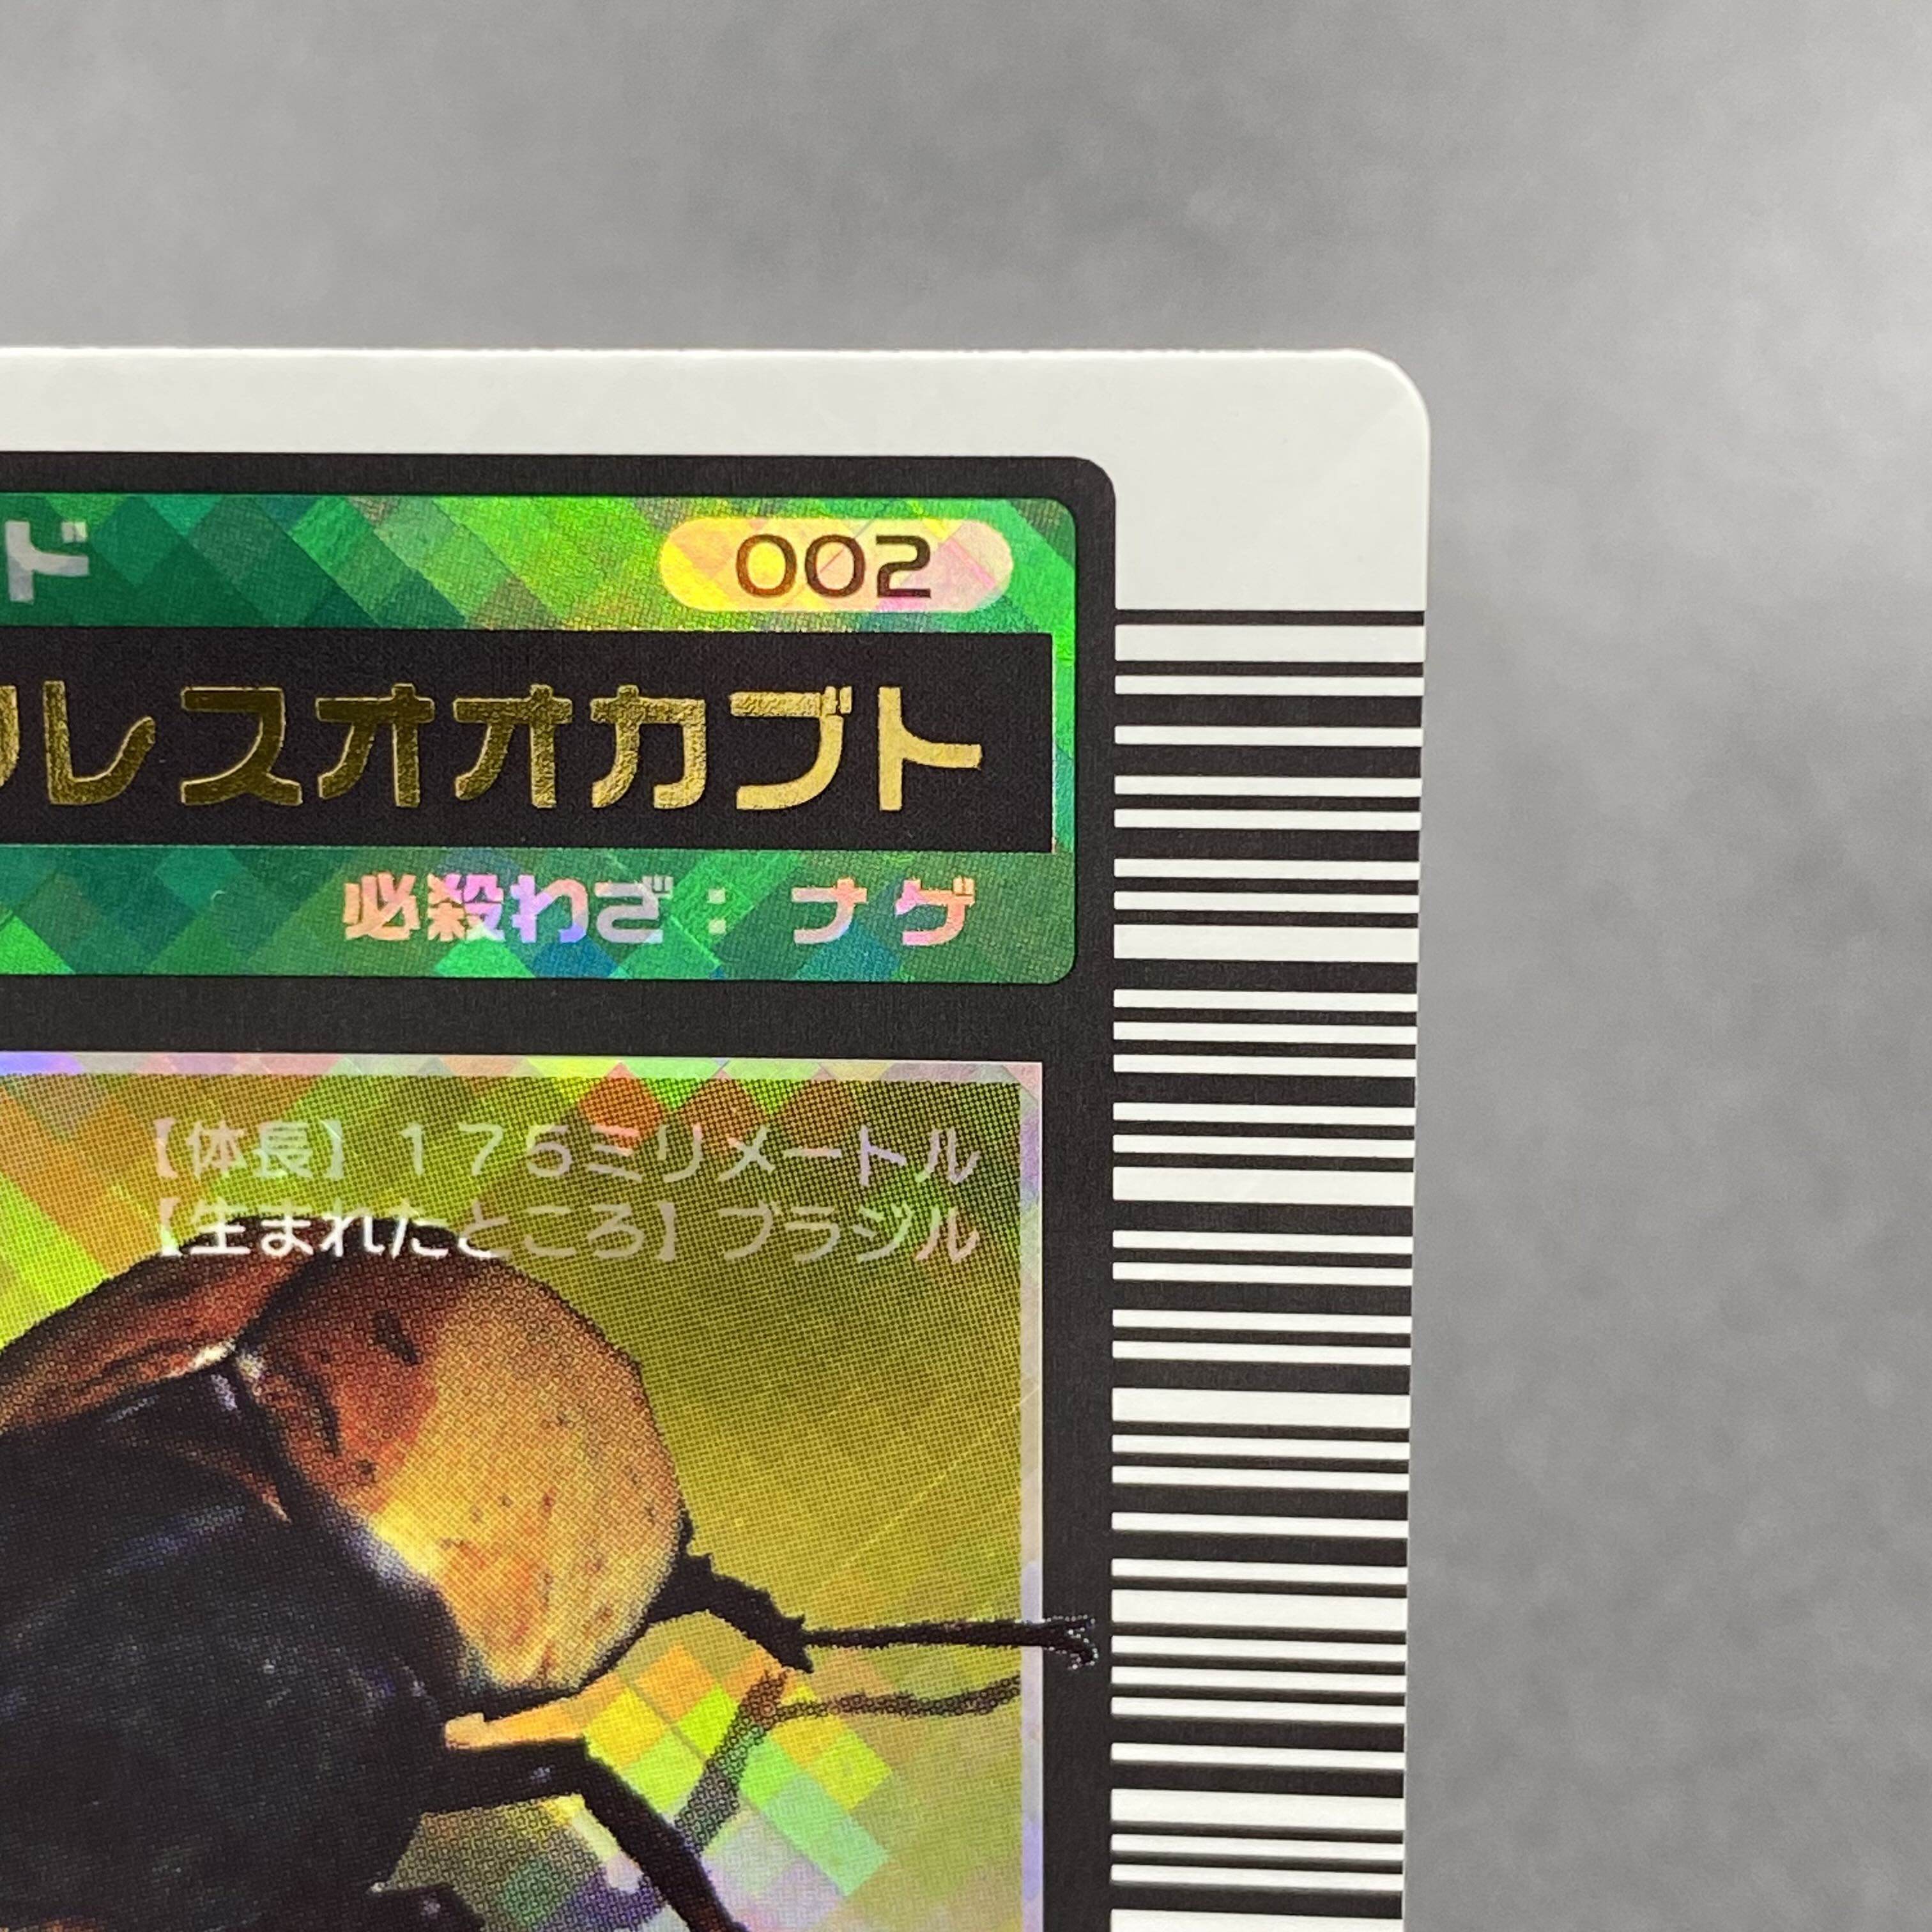 ド 002
レスオオカブト
必殺わざ：ナゲ
【体長】175ミリメートル
【生まれたところ】ブラジル